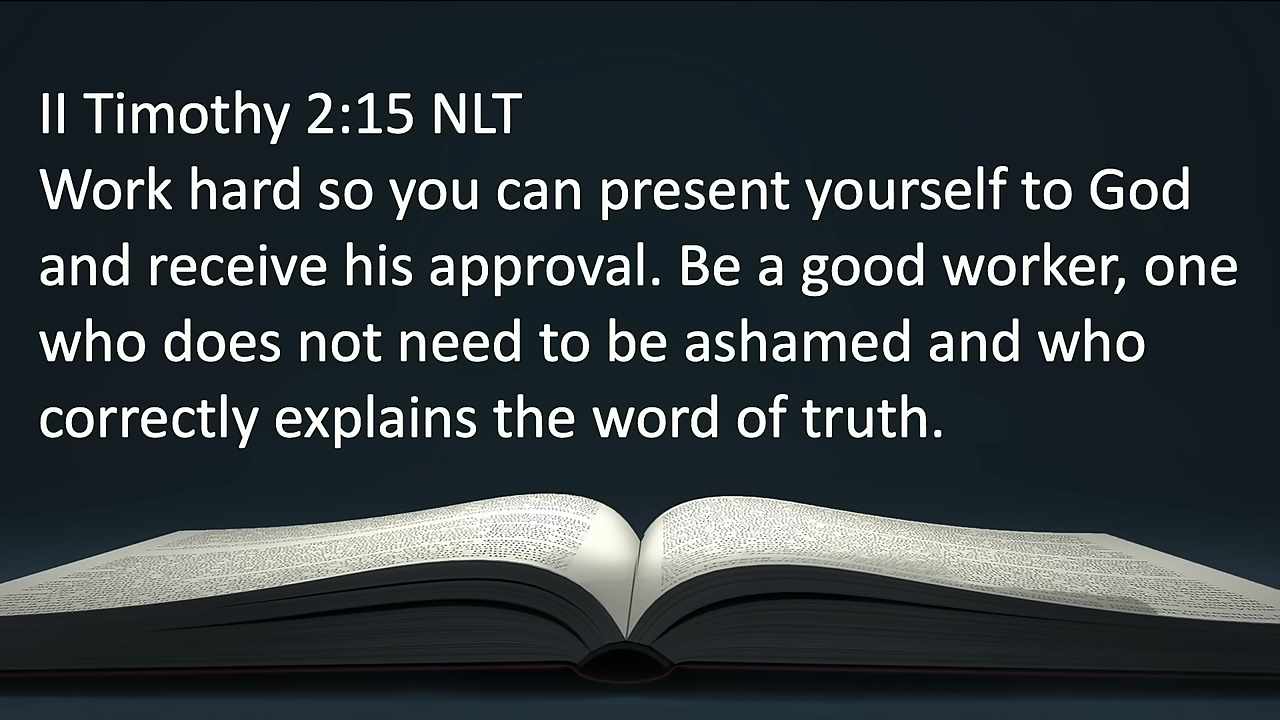 II Timothy 2:15 NLT
Work hard so you can present yourself to God
and receive his approval. Be a good worker, one
who does not need to be ashamed and who
correctly explains the word of truth.